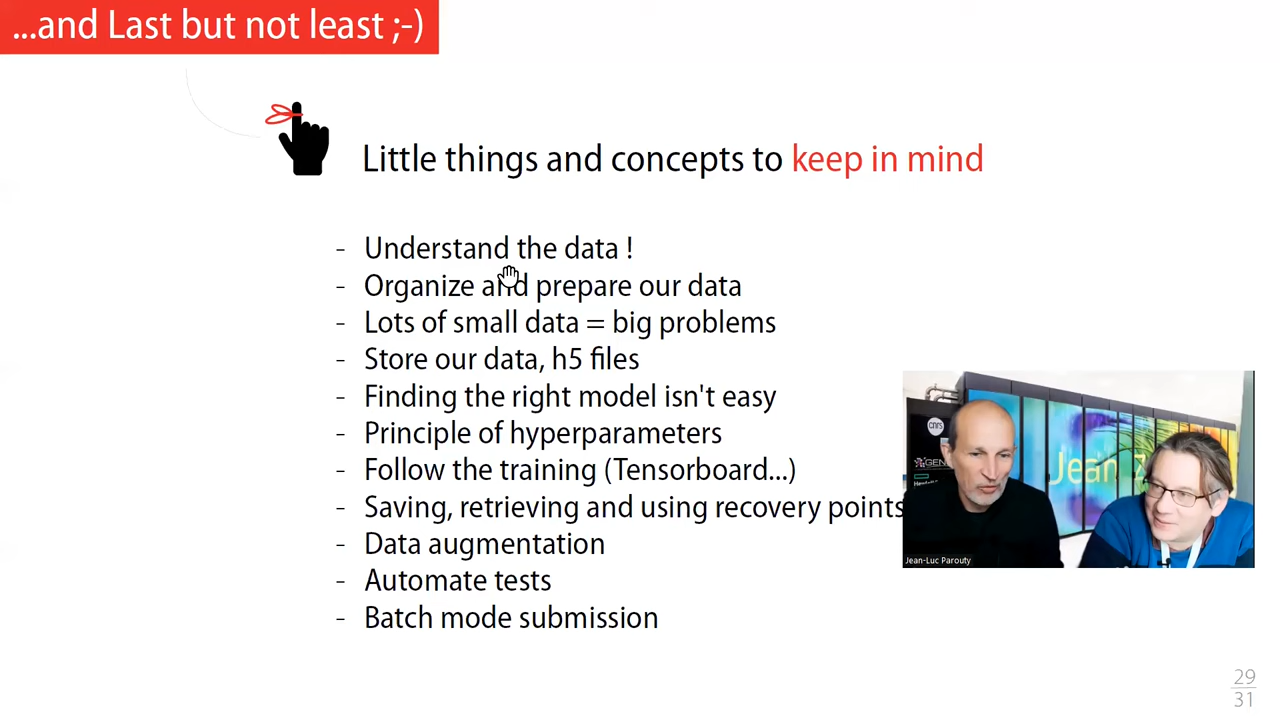 ...and Last but not least ;-)
Little things and concepts to keep in mind
- Understand the data !
- Organize and prepare our data
- Lots of small data = big problems
- Store our data, h5 files
- Finding the right model isn't easy
- Principle of hyperparameters
- Follow the training (Tensorboard...)
- Saving, retrieving and using recovery points
- Data augmentation
- Automate tests
- Batch mode submission
cnrs
Jean Z
Jean-Luc Parouty
29
31